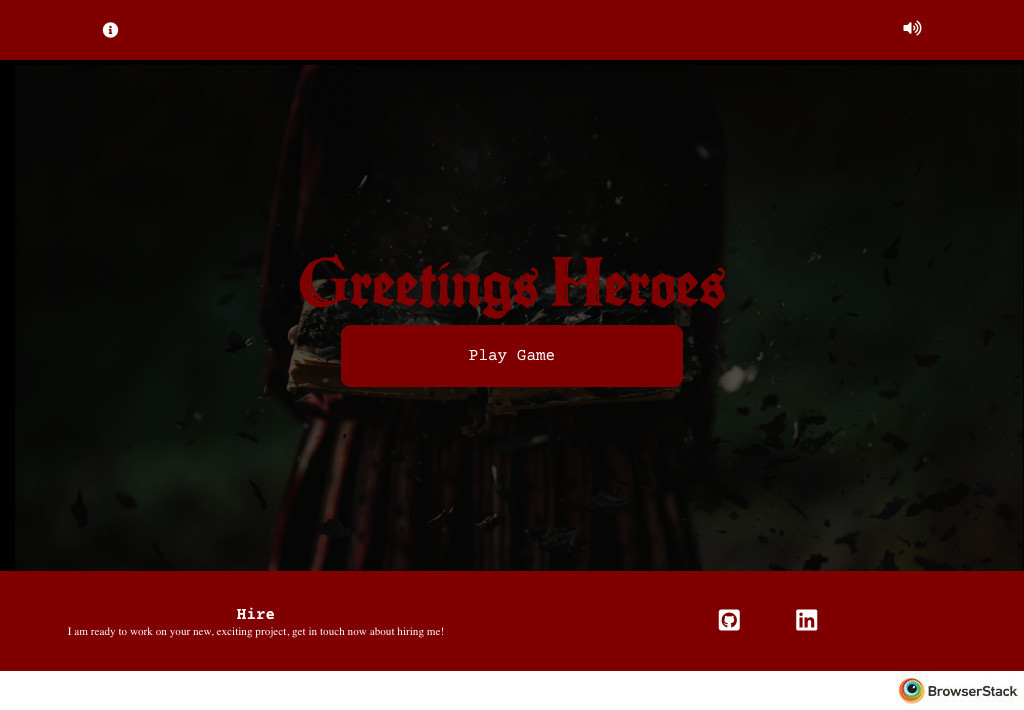 Greetings Heroes
Play Game
Hire
I am ready to work on your new, exciting project, get in touch now about hiring me!
BrowserStack